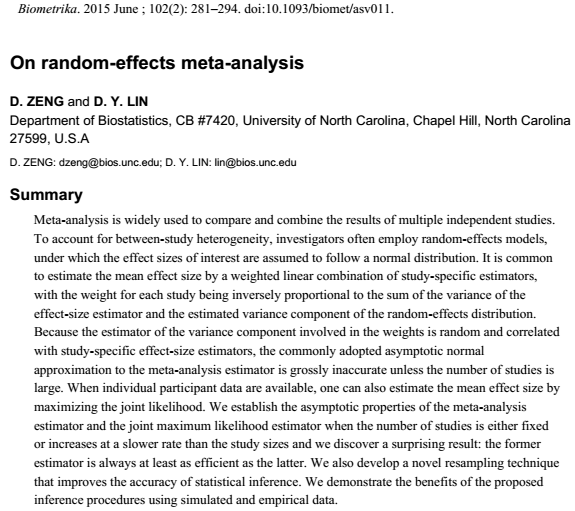 Biometrika. 2015 June ; 102(2): 281–294. doi:10.1093/biomet/asv011.
On random-effects meta-analysis
D. ZENG and D. Y. LIN
Department of Biostatistics, CB #7420, University of North Carolina, Chapel Hill, North Carolina
27599, U.S.A
D. ZENG: dzeng@bios.unc.edu; D. Y. LIN: lin@bios.unc.edu
Summary
Meta-analysis is widely used to compare and combine the results of multiple independent studies.
To account for between-study heterogeneity, investigators often employ random-effects models,
under which the effect sizes of interest are assumed to follow a normal distribution. It is common
to estimate the mean effect size by a weighted linear combination of study-specific estimators,
with the weight for each study being inversely proportional to the sum of the variance of the
effect-size estimator and the estimated variance component of the random-effects distribution.
Because the estimator of the variance component involved in the weights is random and correlated
with study-specific effect-size estimators, the commonly adopted asymptotic normal
approximation to the meta-analysis estimator is grossly inaccurate unless the number of studies is
large. When individual participant data are available, one can also estimate the mean effect size by
maximizing the joint likelihood. We establish the asymptotic properties of the meta-analysis
estimator and the joint maximum likelihood estimator when the number of studies is either fixed
or increases at a slower rate than the study sizes and we discover a surprising result: the former
estimator is always at least as efficient as the latter. We also develop a novel resampling technique
that improves the accuracy of statistical inference. We demonstrate the benefits of the proposed
inference procedures using simulated and empirical data.